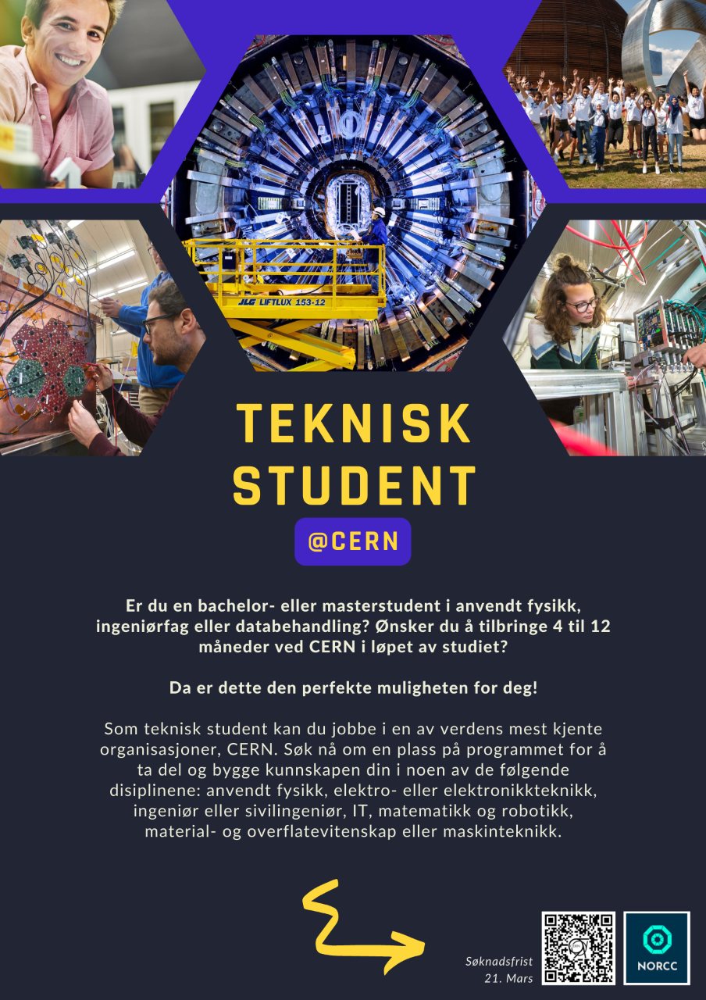 JLG LIFTLUX 153-12
TEKNISK
STUDENT
@CERN
Er du en bachelor- eller masterstudent i anvendt fysikk,
ingeniørfag eller databehandling? Ønsker du å tilbringe 4 til 12
måneder ved CERN i løpet av studiet?
Da er dette den perfekte muligheten for deg!
Som teknisk student kan du jobbe i en av verdens mest kjente
organisasjoner, CERN. Søk nå om en plass på programmet for å
ta del og bygge kunnskapen din i noen av de følgende
disiplinene: anvendt fysikk, elektro- eller elektronikkteknikk,
ingeniør eller sivilingeniør, IT, matematikk og robotikk,
material- og overflatevitenskap eller maskinteknikk.
Søknadsfrist
21. Mars
NORCC